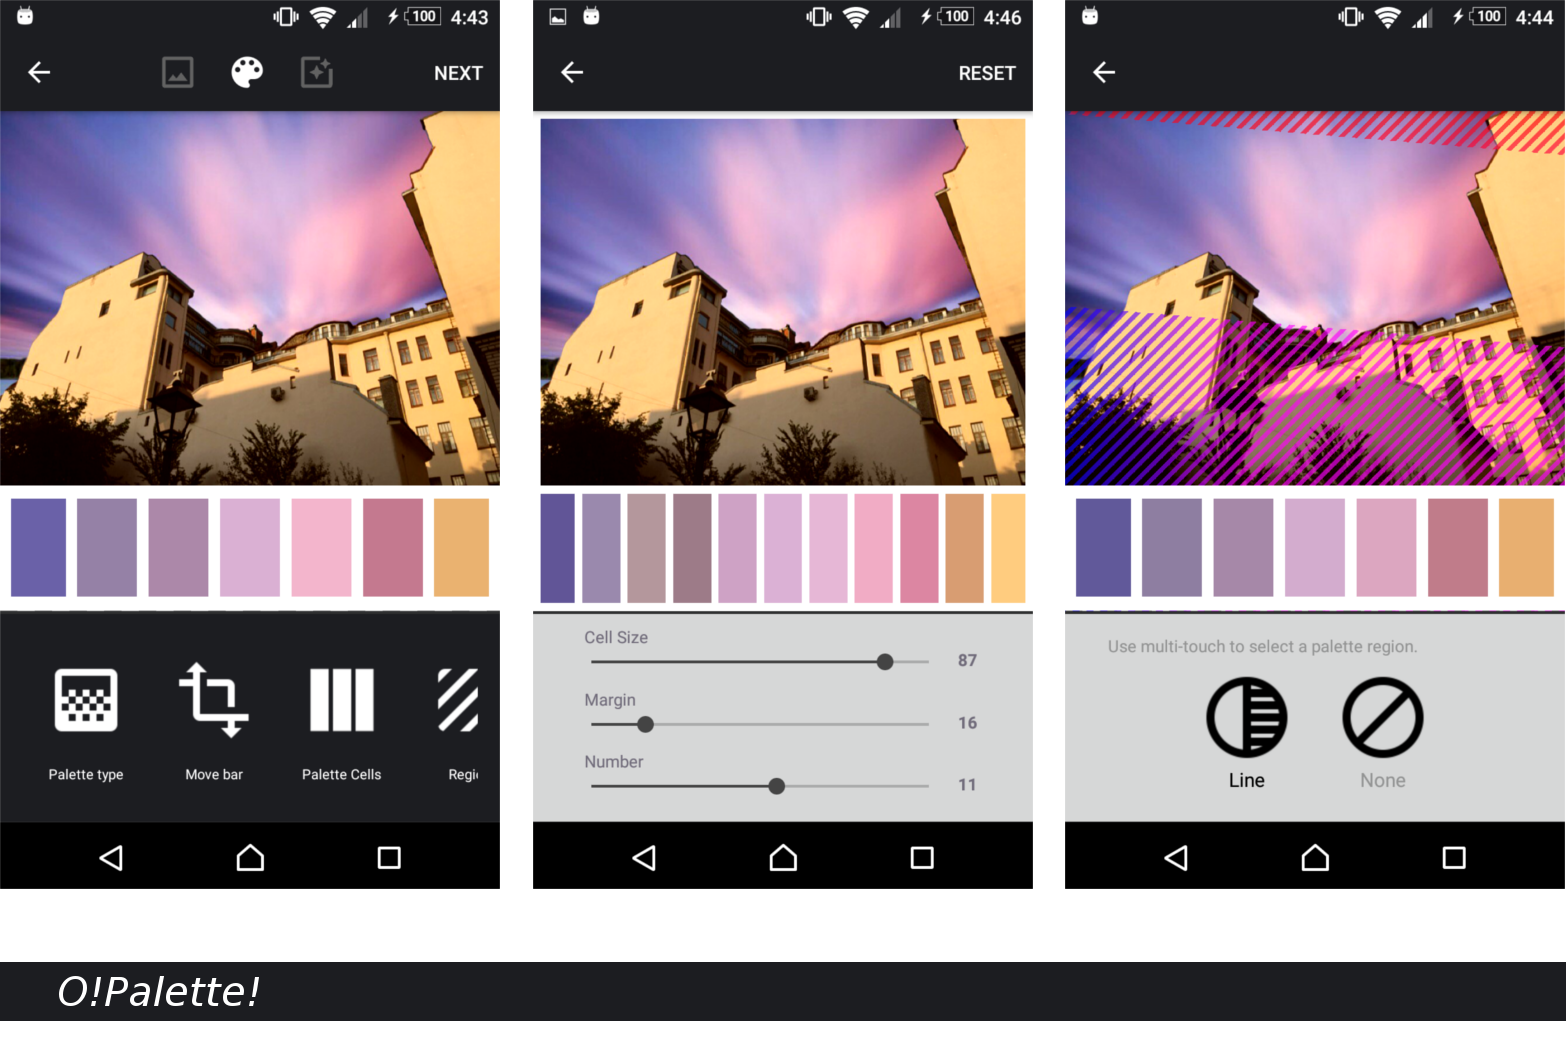 100 4:43
NEXT
Palette type Move bar Palette Cells Regi
100 4:46
RESET
Cell Size
87
Margin
16
Number
11
100 4:44
Use multi-touch to select a palette region.
Line None
O!Palette!